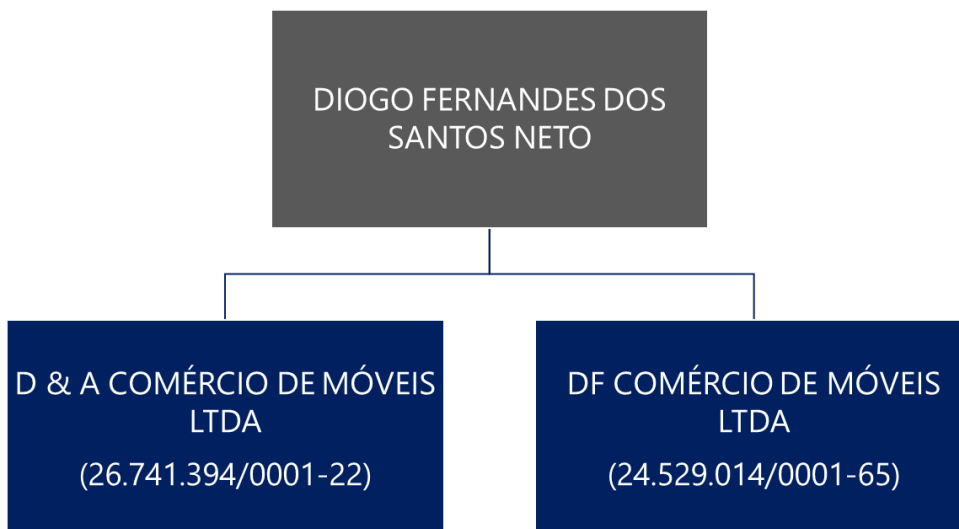 DIOGO FERNANDES DOS
SANTOS NETO
D & A COMÉRCIO DE MÓVEIS
LTDA
(26.741.394/0001-22)
DF COMÉRCIO DE MÓVEIS
LTDA
(24.529.014/0001-65)